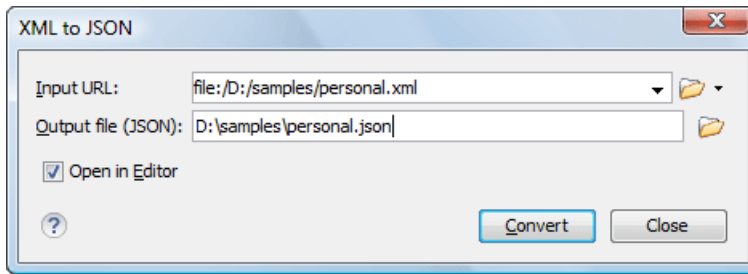 XML to JSON
Input URL: file:/D:/samples/personal.xml
Output file (JSON): D:\samples\personal.json
Open in Editor
? Convert Close